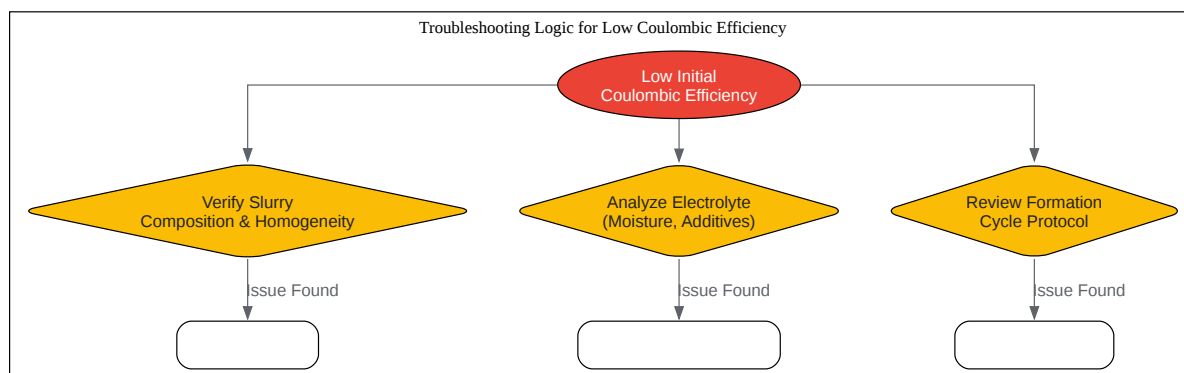 Troubleshooting Logic for Low Coulombic Efficiency
Low Initial
Coulombic Efficiency
Verify Slurry
Composition & Homogeneity
Analyze Electrolyte
(Moisture, Additives)
Review Formation
Cycle Protocol
Issue Found
Issue Found
Issue Found